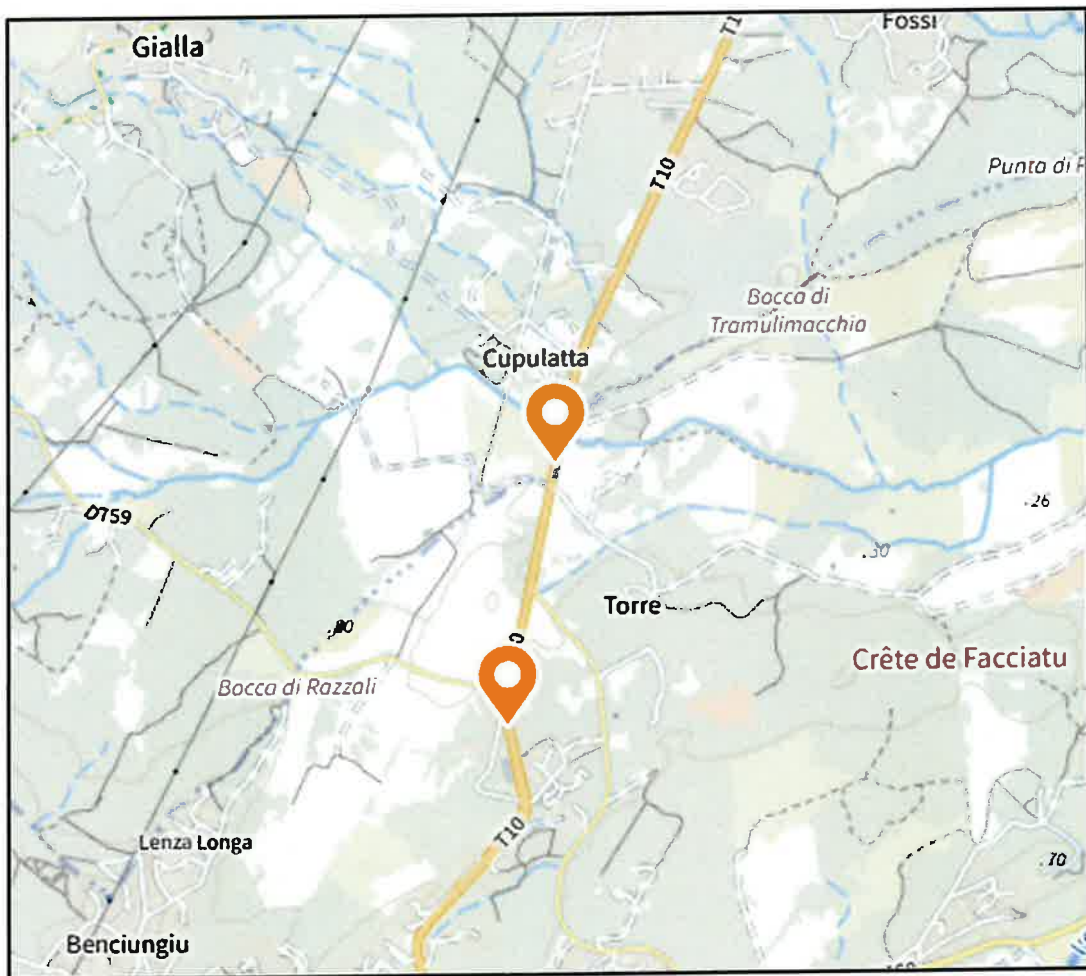 Fossi
Gialla
T1
T10
Punta di
Bocca di
Tramulimacchia
Cupulatta
.26
D759
.30
Torre
.80
Crête de Facciatu
Bocca di Razzali
T10
Lenza Longa
.70
Benciungiu